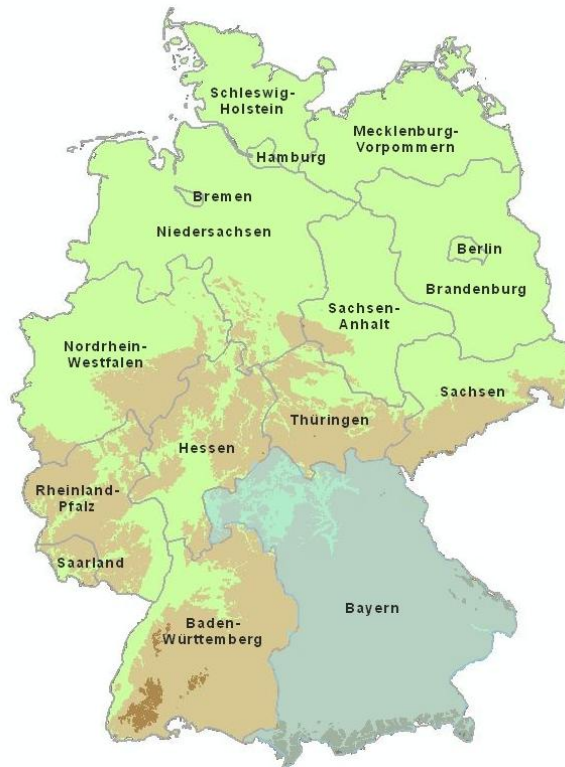 Schleswig-
Holstein
Mecklenburg-
Vorpommern
Hamburg
Bremen
Niedersachsen
Berlin
Brandenburg
Sachsen-
Anhalt
Nordrhein-
Westfalen
Sachsen
Thüringen
Hessen
Rheinland-
Pfalz
Saarland
Bayern
Baden-
Württemberg